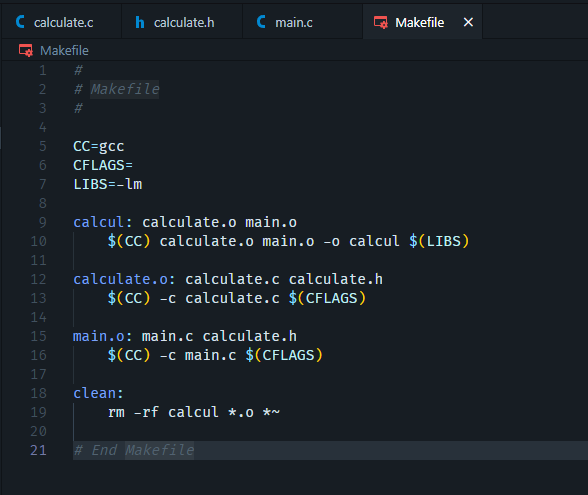 calculate.c calculate.h main.c Makefile
Makefile
1 #
2 # Makefile
3 #
4
5 CC=gcc
6 CFLAGS=
7 LIBS=-lm
8
9 calcul: calculate.o main.o
10 $(CC) calculate.o main.o -o calcul $(LIBS)
11
12 calculate.o: calculate.c calculate.h
13 $(CC) -c calculate.c $(CFLAGS)
14
15 main.o: main.c calculate.h
16 $(CC) -c main.c $(CFLAGS)
17
18 clean:
19 rm -rf calcul *.o *~
20
21 # End Makefile